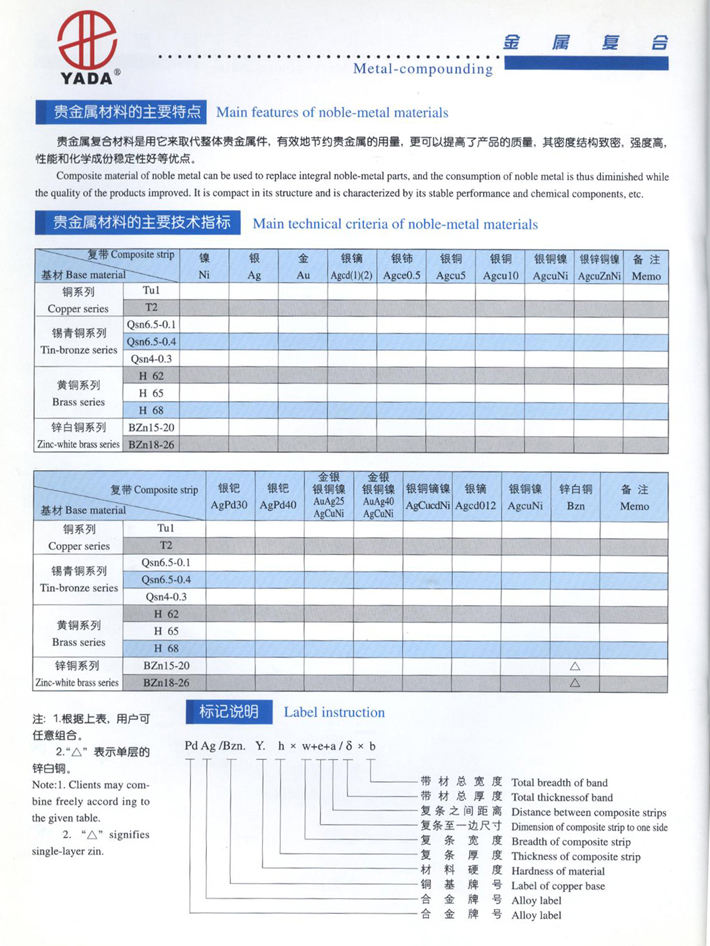 YADA®
金属复合
Metal-compounding
贵金属材料的主要特点 Main features of noble-metal materials
贵金属复合材料是用它来取代整体贵金属件，有效地节约贵金属的用量，更可以提高了产品的质量，其密度结构致密，强度高，
性能和化学成份稳定性好等优点。
Composite material of noble metal can be used to replace integral noble-metal parts, and the consumption of noble metal is thus diminished while
the quality of the products improved. It is compact in its structure and is characterized by its stable performance and chemical components, etc.
贵金属材料的主要技术指标 Main technical criteria of noble-metal materials
复带 Composite strip 镍 银 金 银镉 银铈 银铜 银铜 银铜镍 银锌铜镍 备注
基材 Base material Ni Ag Au Agcd(1)(2) Agce0.5 Agcu5 Agcu10 AgcuNi AgcuZnNi Memo
铜系列 Tu1
Copper series T2
锡青铜系列 Qsn6.5-0.1
Tin-bronze series Qsn6.5-0.4
Qsn4-0.3
H 62
黄铜系列 H 65
Brass series H 68
锌白铜系列 BZn15-20
Zinc-white brass series BZn18-26
复带 Composite strip 银钯 银钯 金银 金银 银铜镉镍 银镉 银铜镍 锌白铜 备注
银铜镍 银铜镍
基材 Base material AgPd30 AgPd40 AuAg25 AuAg40 AgCucdNi Agcd012 AgcuNi Bzn Memo
AgCuNi AgCuNi
铜系列 Tu1
Copper series T2
锡青铜系列 Qsn6.5-0.1
Tin-bronze series Qsn6.5-0.4
Qsn4-0.3
H 62
黄铜系列 H 65
Brass series H 68
锌铜系列 BZn15-20 △
Zinc-white brass series BZn18-26 △
注：1.根据上表，用户可
任意组合。
2.“△”表示单层的
锌白铜。
Note:1. Clients may com-
bine freely accord ing to
the given table.
2. “△” signifies
single-layer zin.
标记说明 Label instruction
Pd Ag /Bzn. Y. h × w+e+a / δ × b
带材总宽度 Total breadth of band
带材总厚度 Total thicknessof band
复条之间距离 Distance between composite strips
复条至一边尺寸 Dimension of composite strip to one side
复条宽度 Breadth of composite strip
复条厚度 Thickness of composite strip
材料硬度 Hardness of material
铜基牌号 Label of copper base
合金牌号 Alloy label
合金牌号 Alloy label